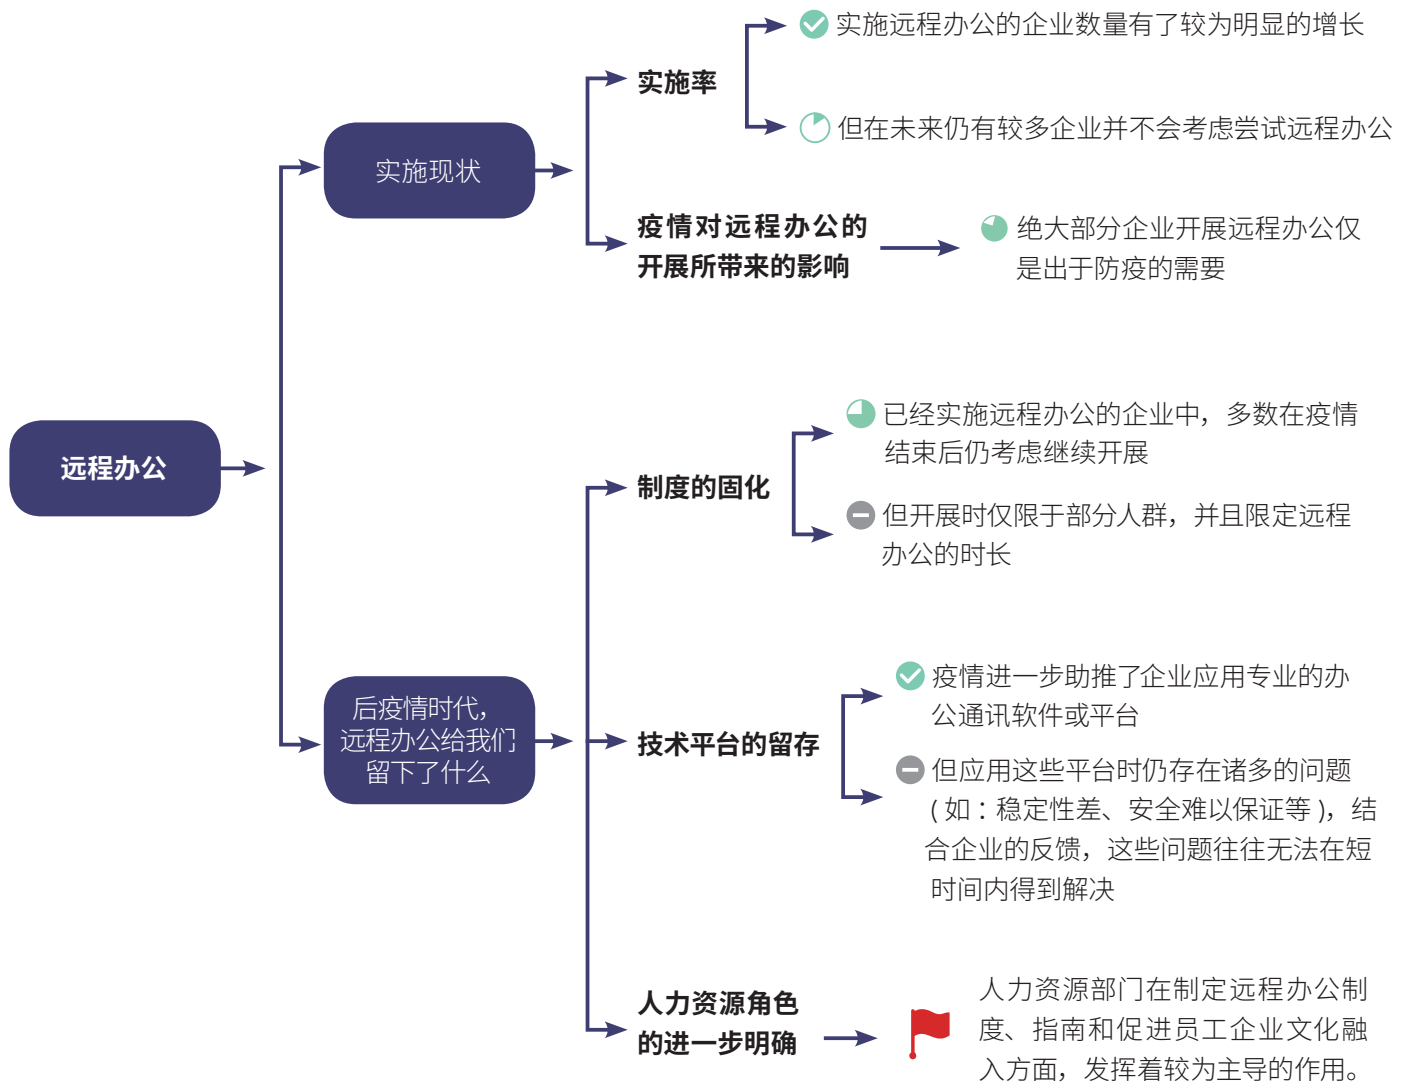 远程办公
实施现状
实施率
实施远程办公的企业数量有了较为明显的增长
但在未来仍有较多企业并不会考虑尝试远程办公
疫情对远程办公的
开展所带来的影响
绝大部分企业开展远程办公仅
是出于防疫的需要
后疫情时代，
远程办公给我们
留下了什么
制度的固化
已经实施远程办公的企业中，多数在疫情
结束后仍考虑继续开展
但开展时仅限于部分人群，并且限定远程
办公的时长
技术平台的留存
疫情进一步助推了企业应用专业的办
公通讯软件或平台
但应用这些平台时仍存在诸多的问题
( 如：稳定性差、安全难以保证等 )，结
合企业的反馈，这些问题往往无法在短
时间内得到解决
人力资源角色
的进一步明确
人力资源部门在制定远程办公制
度、指南和促进员工企业文化融
入方面，发挥着较为主导的作用。